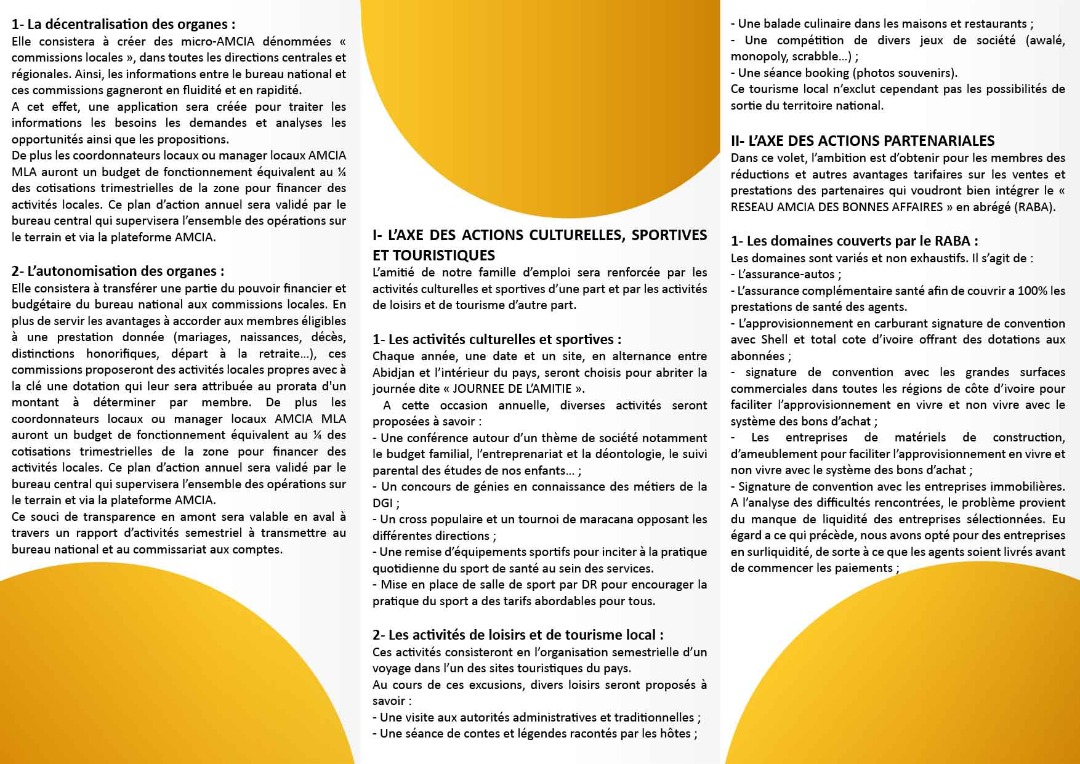 1- La décentralisation des organes :
Elle consistera à créer des micro-AMCIA dénommées «
commissions locales », dans toutes les directions centrales et
régionales. Ainsi, les informations entre le bureau national et
ces commissions gagneront en fluidité et en rapidité.
A cet effet, une application sera créée pour traiter les
informations les besoins les demandes et analyses les
opportunités ainsi que les propositions.
De plus les coordonnateurs locaux ou manager locaux AMCIA
MLA auront un budget de fonctionnement équivalent au ¼
des cotisations trimestrielles de la zone pour financer des
activités locales. Ce plan d’action annuel sera validé par le
bureau central qui supervisera l’ensemble des opérations sur
le terrain et via la plateforme AMCIA.
2- L’autonomisation des organes :
Elle consistera à transférer une partie du pouvoir financier et
budgétaire du bureau national aux commissions locales. En
plus de servir les avantages à accorder aux membres éligibles
à une prestation donnée (mariages, naissances, décès,
distinctions honorifiques, départ à la retraite…), ces
commissions proposeront des activités locales propres avec à
la clé une dotation qui leur sera attribuée au prorata d'un
montant à déterminer par membre. De plus les
coordonnateurs locaux ou manager locaux AMCIA MLA
auront un budget de fonctionnement équivalent au ¼ des
cotisations trimestrielles de la zone pour financer des
activités locales. Ce plan d’action annuel sera validé par le
bureau central qui supervisera l’ensemble des opérations sur
le terrain et via la plateforme AMCIA.
Ce souci de transparence en amont sera valable en aval à
travers un rapport d’activités semestriel à transmettre au
bureau national et au commissariat aux comptes.
I- L’AXE DES ACTIONS CULTURELLES, SPORTIVES
ET TOURISTIQUES
L’amitié de notre famille d’emploi sera renforcée par les
activités culturelles et sportives d’une part et par les activités
de loisirs et de tourisme d’autre part.
1- Les activités culturelles et sportives :
Chaque année, une date et un site, en alternance entre
Abidjan et l’intérieur du pays, seront choisis pour abriter la
journée dite « JOURNEE DE L’AMITIE ».
A cette occasion annuelle, diverses activités seront
proposées à savoir :
- Une conférence autour d’un thème de société notamment
le budget familial, l’entreprenariat et la déontologie, le suivi
parental des études de nos enfants… ;
- Un concours de génies en connaissance des métiers de la
DGI ;
- Un cross populaire et un tournoi de maracana opposant les
différentes directions ;
- Une remise d’équipements sportifs pour inciter à la pratique
quotidienne du sport de santé au sein des services.
- Mise en place de salle de sport par DR pour encourager la
pratique du sport a des tarifs abordables pour tous.
2- Les activités de loisirs et de tourisme local :
Ces activités consisteront en l’organisation semestrielle d’un
voyage dans l’un des sites touristiques du pays.
Au cours de ces excusions, divers loisirs seront proposés à
savoir :
- Une visite aux autorités administratives et traditionnelles ;
- Une séance de contes et légendes racontés par les hôtes ;
- Une balade culinaire dans les maisons et restaurants ;
- Une compétition de divers jeux de société (awalé,
monopoly, scrabble…) ;
- Une séance booking (photos souvenirs).
Ce tourisme local n’exclut cependant pas les possibilités de
sortie du territoire national.
II- L’AXE DES ACTIONS PARTENARIALES
Dans ce volet, l’ambition est d’obtenir pour les membres des
réductions et autres avantages tarifaires sur les ventes et
prestations des partenaires qui voudront bien intégrer le «
RESEAU AMCIA DES BONNES AFFAIRES » en abrégé (RABA).
1- Les domaines couverts par le RABA :
Les domaines sont variés et non exhaustifs. Il s’agit de :
- L’assurance-autos ;
- L’assurance complémentaire santé afin de couvrir a 100% les
prestations de santé des agents.
- L’approvisionnement en carburant signature de convention
avec Shell et total cote d’ivoire offrant des dotations aux
abonnées ;
- signature de convention avec les grandes surfaces
commerciales dans toutes les régions de côte d’ivoire pour
faciliter l’approvisionnement en vivre et non vivre avec le
système des bons d’achat ;
- Les entreprises de matériels de construction,
d’ameublement pour faciliter l’approvisionnement en vivre et
non vivre avec le système des bons d’achat ;
- Signature de convention avec les entreprises immobilières.
A l’analyse des difficultés rencontrées, le problème provient
du manque de liquidité des entreprises sélectionnées. Eu
égard a ce qui précède, nous avons opté pour des entreprises
en surliquidité, de sorte à ce que les agents soient livrés avant
de commencer les paiements ;